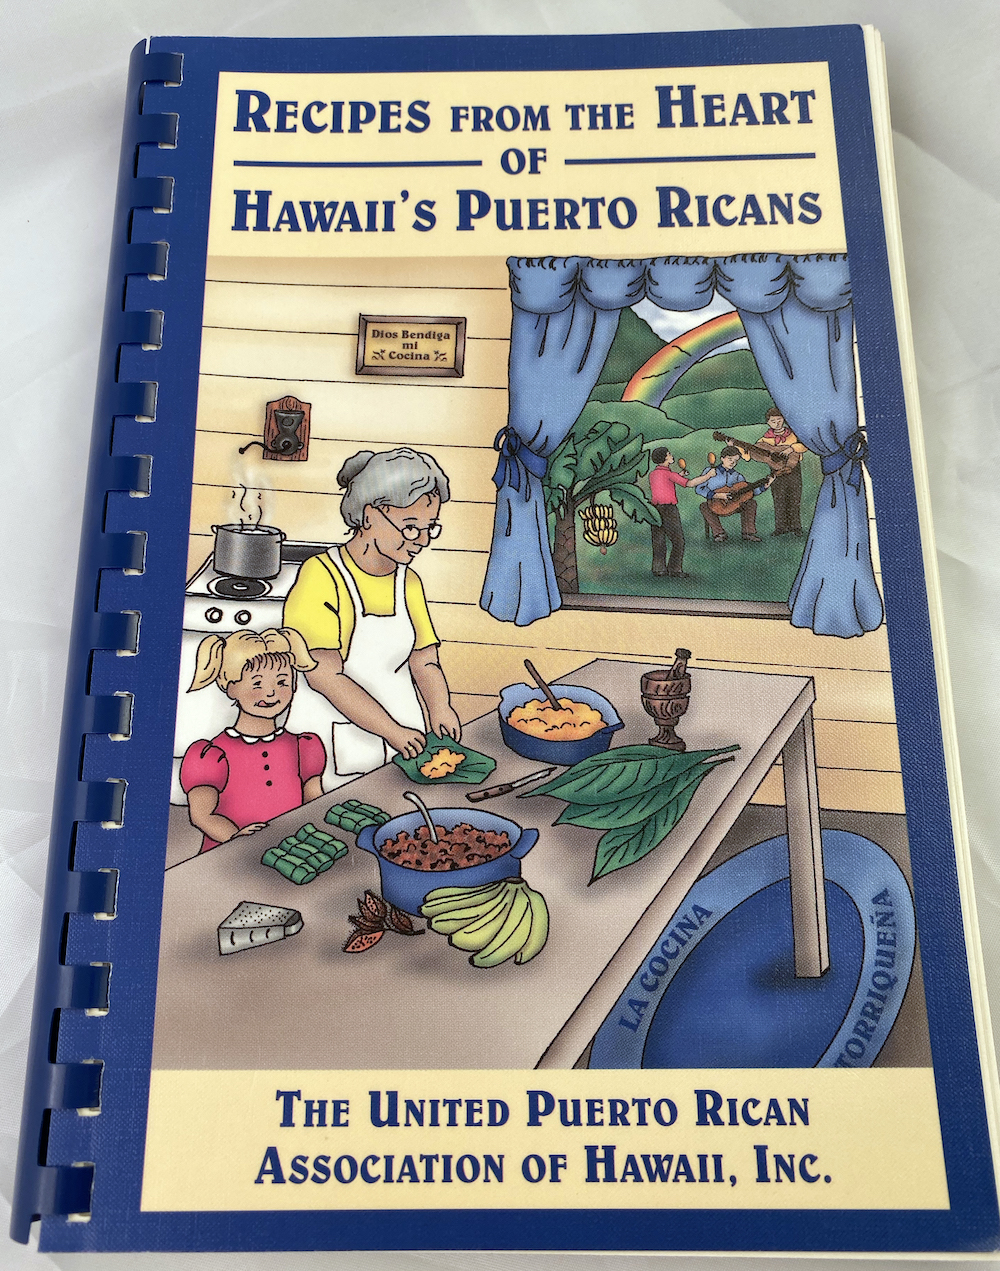 RECIPES FROM THE HEART
OF
HAWAII'S PUERTO RICANS
Dios Bendiga
mi
Cocina
LA COCINA
TORRIQUEÑA
THE UNITED PUERTO RICAN
ASSOCIATION OF HAWAII, INC.